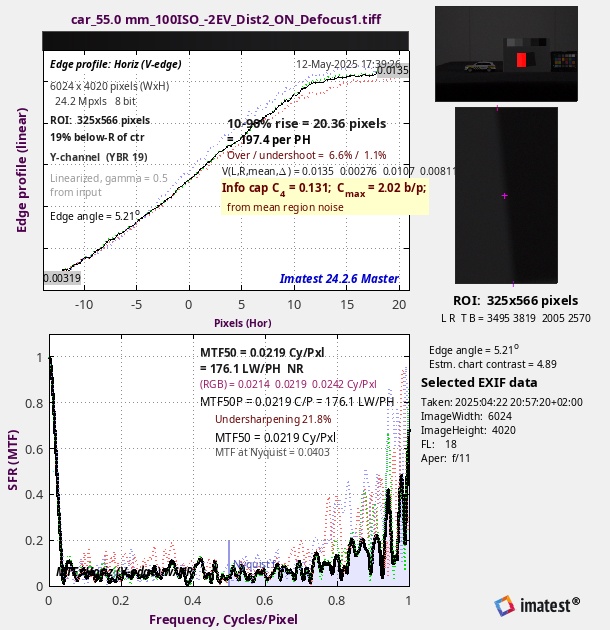 car_55.0 mm_100ISO_-2EV_Dist2_ON_Defocus1.tiff
Edge profile: Horiz (V-edge)
12-May-2025 17:39:26
0.0135
6024 x 4020 pixels (WxH)
24.2 Mpxls 8 bit
ROI: 325x566 pixels
19% below-R of ctr
Y-channel (YBR 19)
Linearized, gamma = 0.5
from input
Edge angle = 5.21o
10-90% rise = 20.36 pixels
= 197.4 per PH
Over / undershoot = 6.6% / 1.1%
V(L,R,mean,Δ) = 0.0135 0.00276 0.0107 0.00811
Info cap C4 = 0.131; Cmax = 2.02 b/p;
from mean region noise
0.00319
Imatest 24.2.6 Master
Edge profile (linear)
-10 -5 0 5 10 15 20
Pixels (Hor)
ROI: 325x566 pixels
L R T B = 3495 3819 2005 2570
Edge angle = 5.21o
Estm. chart contrast = 4.89
Selected EXIF data
Taken: 2025:04:22 20:57:20+02:00
ImageWidth: 6024
ImageHeight: 4020
FL: 18
Aper: f/11
MTF50 = 0.0219 Cy/Pxl
= 176.1 LW/PH NR
(RGB) = 0.0214 0.0219 0.0242 Cy/Pxl
MTF50P = 0.0219 C/P = 176.1 LW/PH
Undersharpening 21.8%
MTF50 = 0.0219 Cy/Pxl
MTF at Nyquist = 0.0403
SFR (MTF)
1
0.8
0.6
0.4
0.2
0
0 0.2 0.4 0.6 0.8 1
Frequency, Cycles/Pixel
imatest®